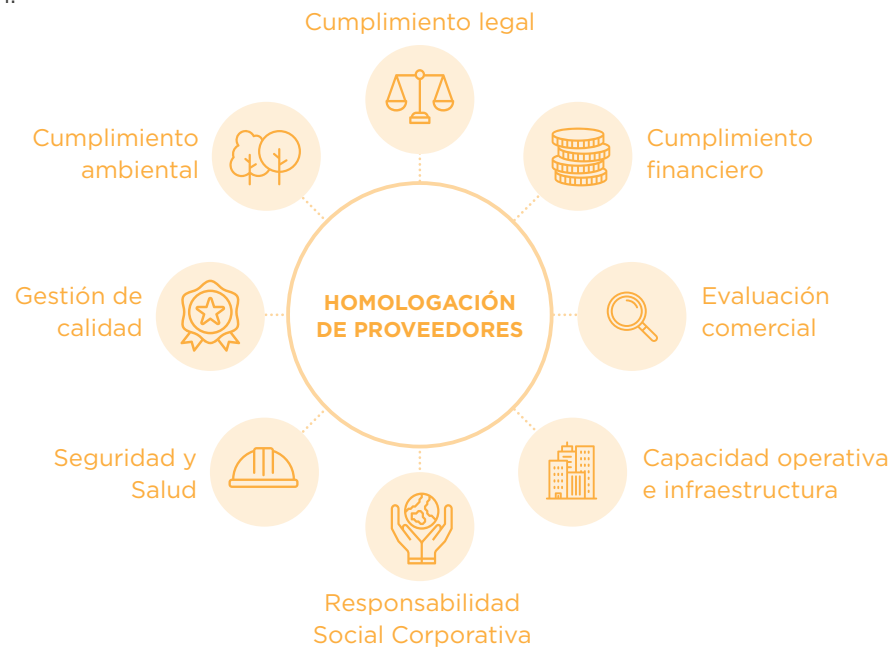 Cumplimiento legal
Cumplimiento
financiero
Evaluación
comercial
Capacidad operativa
e infraestructura
Responsabilidad
Social Corporativa
Seguridad y
Salud
Gestión de
calidad
Cumplimiento
ambiental
HOMOLOGACIÓN
DE PROVEEDORES